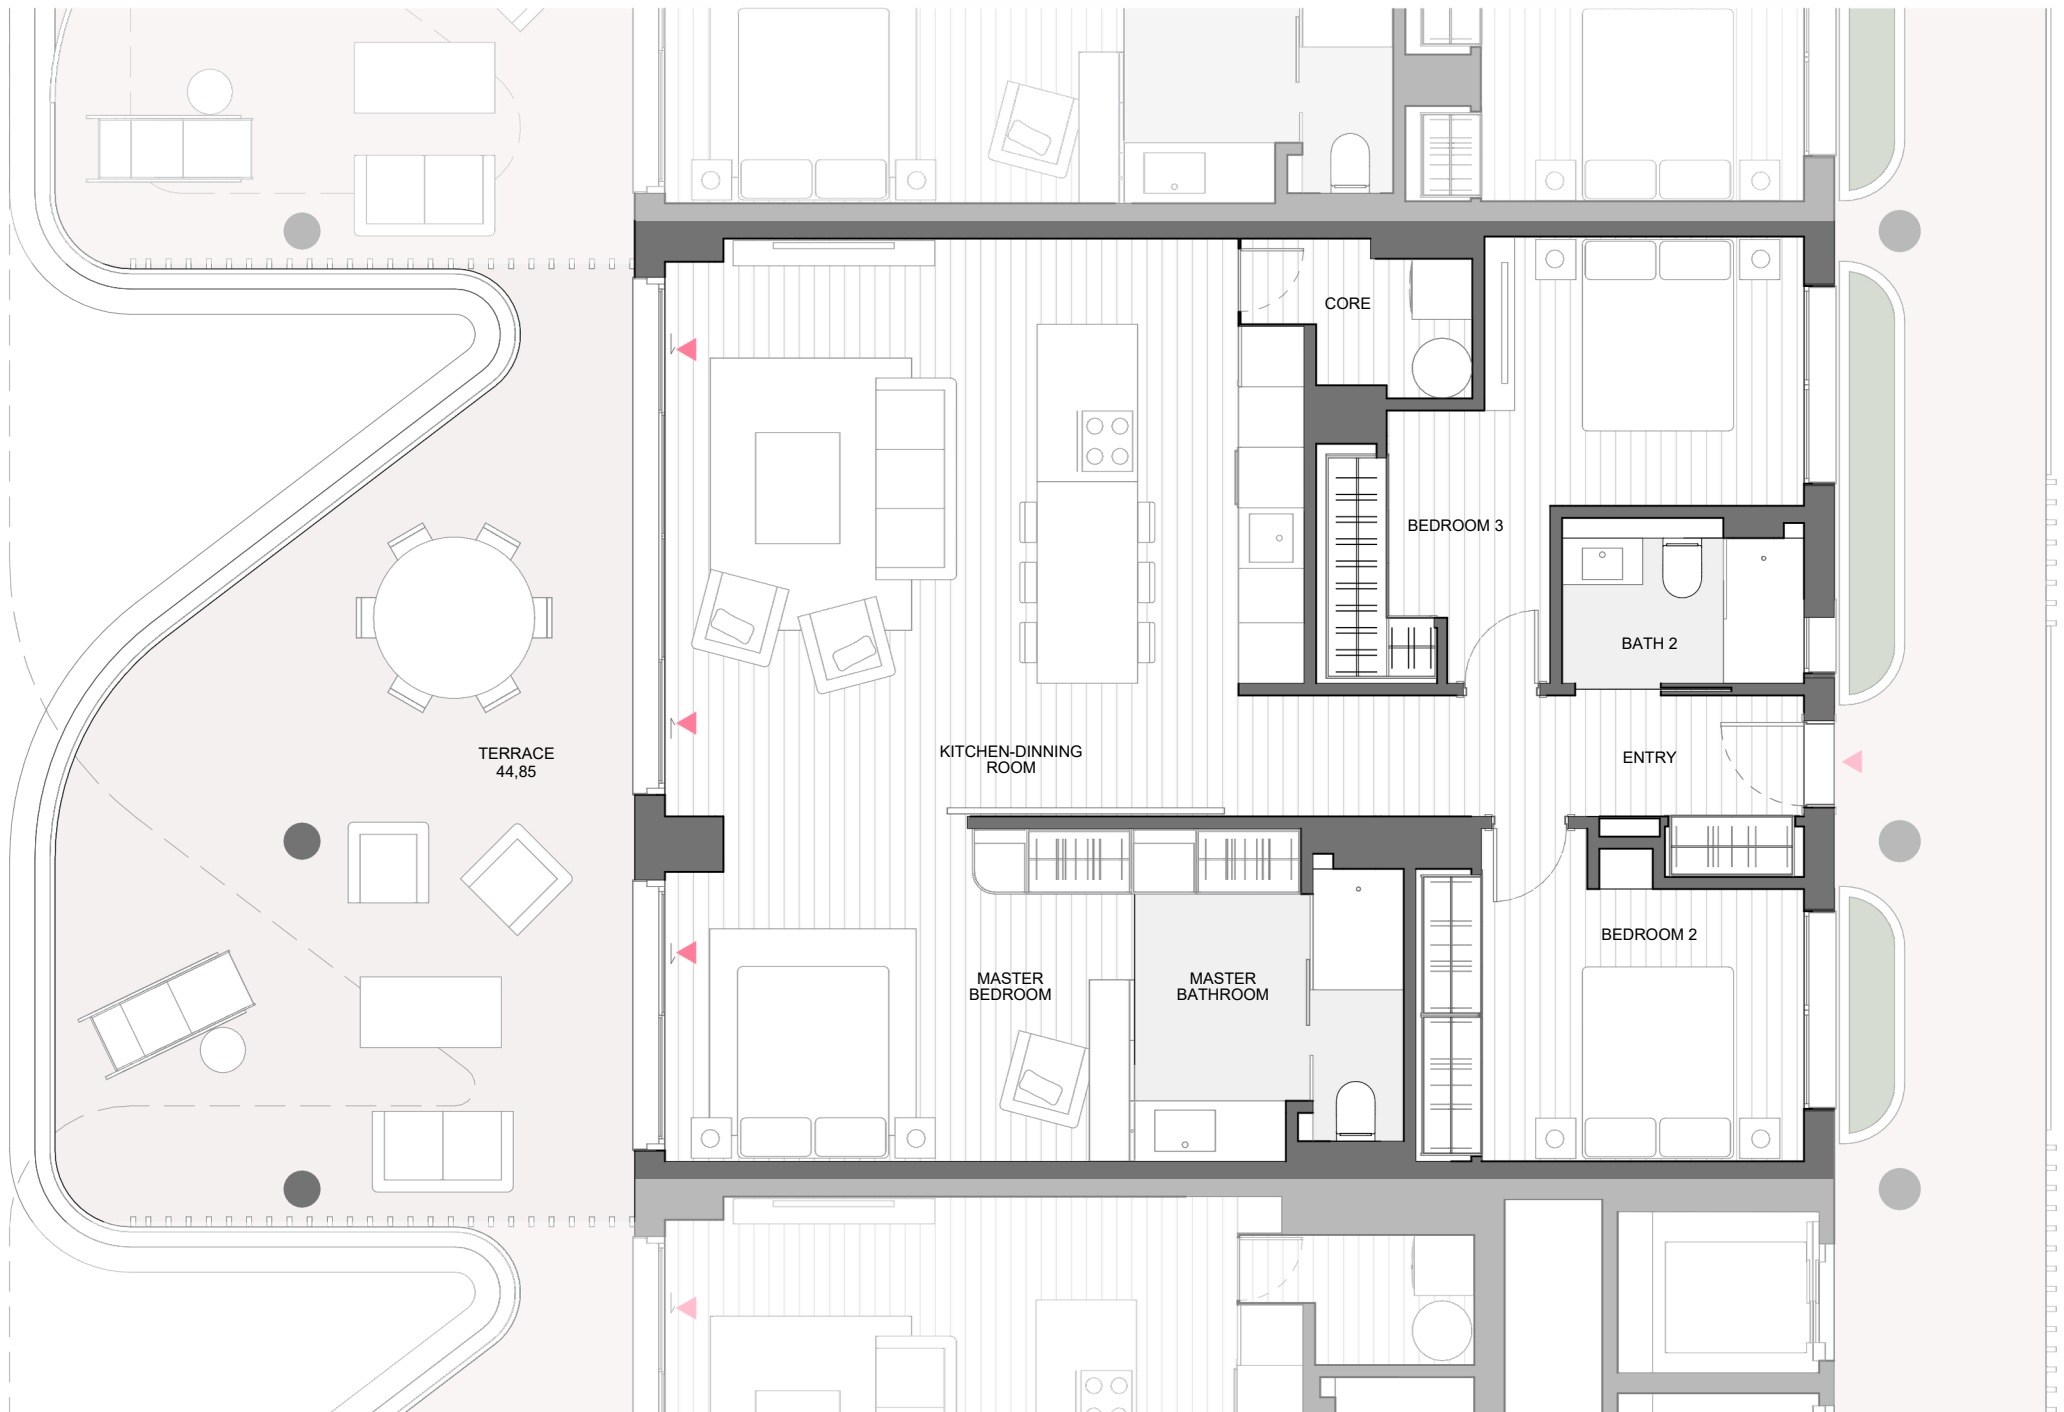 CORE
BEDROOM 3
BATH 2
TERRACE
44,85
KITCHEN-DINNING
ROOM
ENTRY
BEDROOM 2
MASTER
BEDROOM
MASTER
BATHROOM